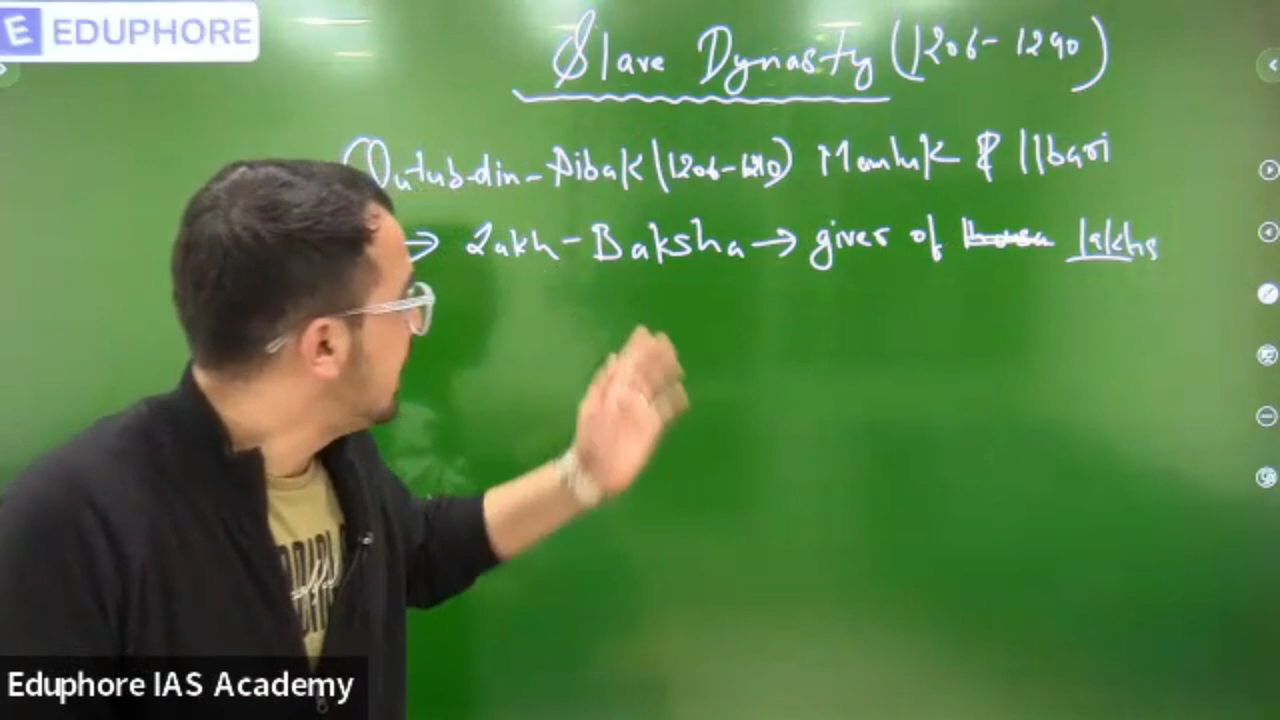 EDUPHORE
Slave Dynasty (1206-1290)
Qutub-din-Aibak (1206-1210) Mamluk & Ilbari
→ Lakh-Baksha → giver of lakhs
Eduphore IAS Academy